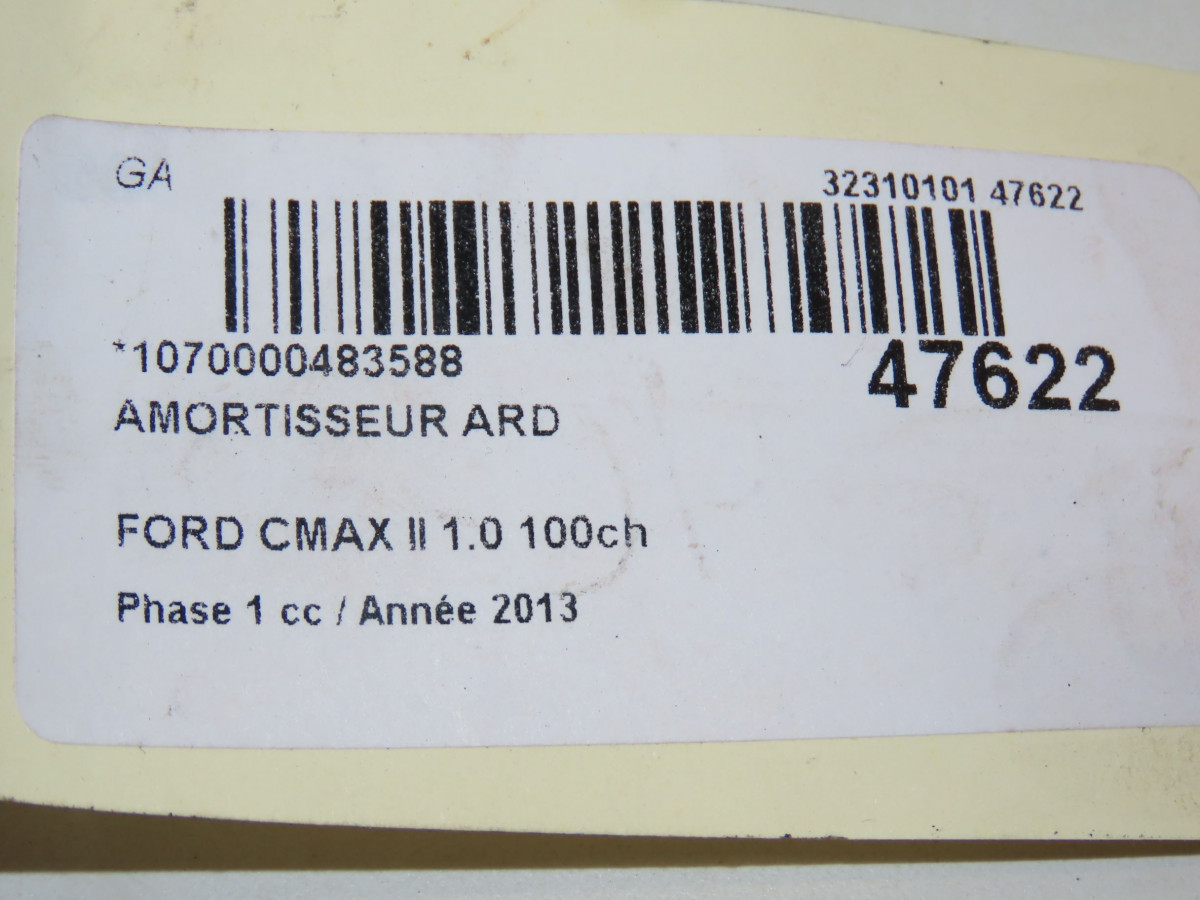 GA
32310101 47622
*1070000483588
47622
AMORTISSEUR ARD
FORD CMAX II 1.0 100ch
Phase 1 cc / Année 2013